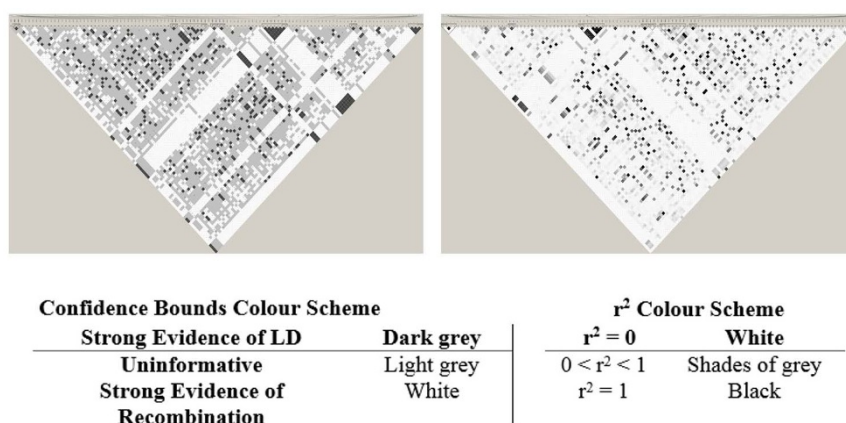 Confidence Bounds Colour Scheme
Strong Evidence of LD Dark grey
Uninformative Light grey
Strong Evidence of White
Recombination
r² Colour Scheme
r² = 0 White
0 < r² < 1 Shades of grey
r² = 1 Black